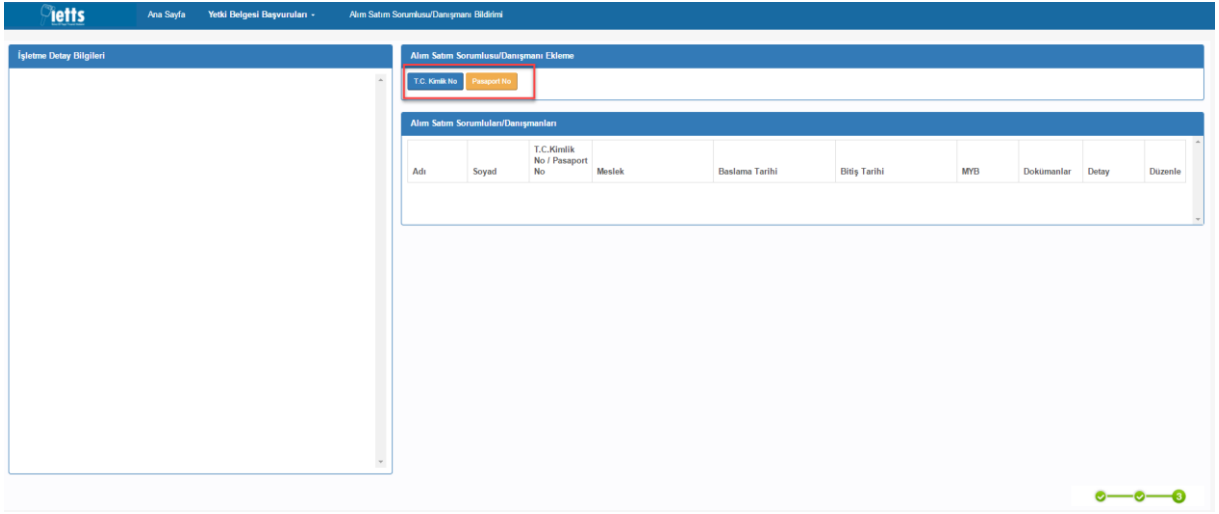 ietts
Ana Sayfa
Yetki Belgesi Başvuruları
Alım Satım Sorumlusu/Danışmanı Bildirimi
İşletme Detay Bilgileri
Alım Satım Sorumlusu/Danışmanı Ekleme
T.C. Kimlik No
Pasaport No
Alım Satım Sorumluları/Danışmanları
Adı
Soyad
T.C.Kimlik
No / Pasaport
No
Meslek
Baslama Tarihi
Bitiş Tarihi
MYB
Dokümanlar
Detay
Düzenle
3